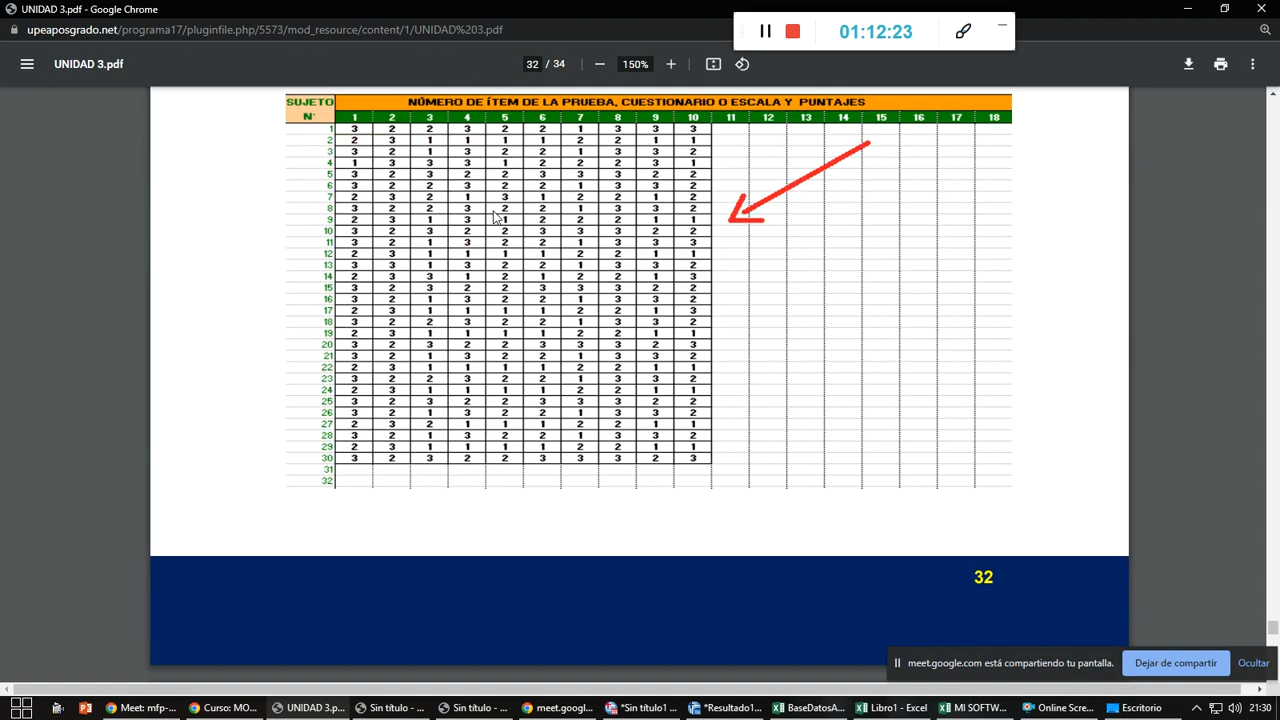 UNIDAD 3.pdf - Google Chrome
upeaposgrado.net/programa17/pluginfile.php/5573/mod_resource/content/1/UNIDAD%203.pdf
01:12:23
UNIDAD 3.pdf
32 / 34
150%
SUJETO N° NÚMERO DE íTEM DE LA PRUEBA, CUESTIONARIO O ESCALA Y PUNTAJES
1 2 3 4 5 6 7 8 9 10 11 12 13 14 15 16 17 18
1 3 2 2 3 2 2 1 3 3 3
2 2 3 1 1 1 1 2 2 1 1
3 3 2 1 3 2 2 1 3 3 2
4 1 3 3 3 1 2 2 2 3 1
5 3 2 3 2 2 3 3 3 2 2
6 3 2 2 3 2 2 1 3 3 2
7 2 3 2 1 3 1 2 2 1 2
8 3 2 2 3 2 2 1 3 3 2
9 2 3 1 3 1 2 2 2 1 1
10 3 2 3 2 2 3 3 3 2 2
11 3 2 1 3 2 2 1 3 3 3
12 2 3 1 1 1 1 2 2 1 1
13 3 3 1 3 2 2 1 3 3 2
14 2 3 3 1 2 1 2 2 1 3
15 3 2 3 2 2 3 3 3 2 2
16 3 2 1 3 2 2 1 3 3 2
17 2 3 1 1 1 1 2 2 1 3
18 3 2 2 3 2 2 1 3 3 2
19 2 3 1 1 1 1 2 2 1 1
20 3 2 3 2 2 3 3 3 2 3
21 3 2 1 3 2 2 1 3 3 2
22 2 3 1 1 1 1 2 2 1 1
23 3 2 2 3 2 2 1 3 3 2
24 2 3 1 1 1 1 2 2 1 1
25 3 2 3 2 2 3 3 3 2 2
26 3 2 1 3 2 2 1 3 3 2
27 2 3 2 1 1 1 2 2 1 1
28 3 2 1 3 2 2 1 3 3 2
29 2 3 1 1 1 1 2 2 1 1
30 3 2 3 2 2 3 3 3 2 3
31
32
32
meet.google.com está compartiendo tu pantalla.
Dejar de compartir
Ocultar
Meet: mfp-... Curso: MO... UNIDAD 3.p... Sin título - ... Sin título - ... meet.googl... *Sin título1 ... *Resultado1... BaseDatosA... Libro1 - Excel MI SOFTW... Online Scre... Escritorio 21:30